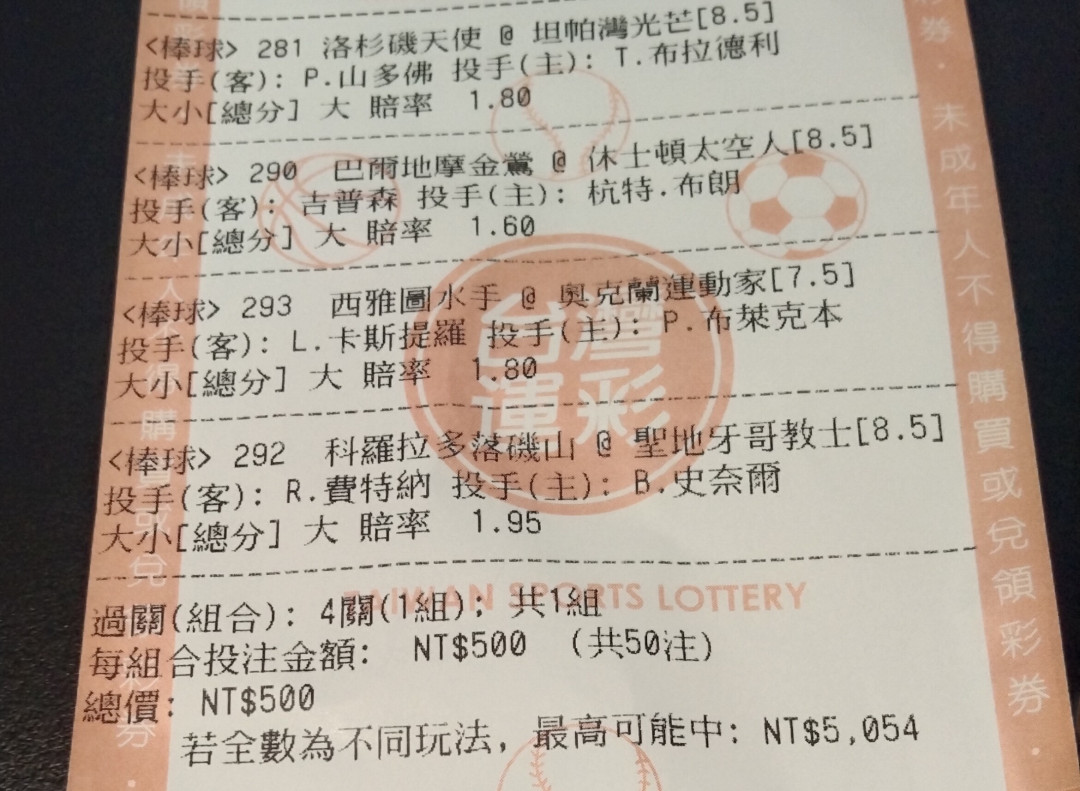 <棒球> 281 洛杉磯天使 @ 坦帕灣光芒[8.5]
投手(客): P.山多佛 投手(主): T.布拉德利
大小[總分] 大 賠率 1.80
<棒球> 290 巴爾地摩金鶯 @ 休士頓太空人[8.5]
投手(客): 吉普森 投手(主): 杭特.布朗
大小[總分] 大 賠率 1.60
<棒球> 293 西雅圖水手 @ 奧克蘭運動家[7.5]
投手(客): L.卡斯提羅 投手(主): P.布萊克本
大小[總分] 大 賠率 1.80
台灣
運彩
<棒球> 292 科羅拉多落磯山 @ 聖地牙哥教士[8.5]
投手(客): R.費特納 投手(主): B.史奈爾
大小[總分] 大 賠率 1.95
TAIWAN SPORTS LOTTERY
過關(組合): 4關(1組); 共1組
每組合投注金額: NT$500 (共50注)
總價: NT$500
若全數為不同玩法, 最高可能中: NT$5,054
彩券・未成年人不得購買或兌領彩券・